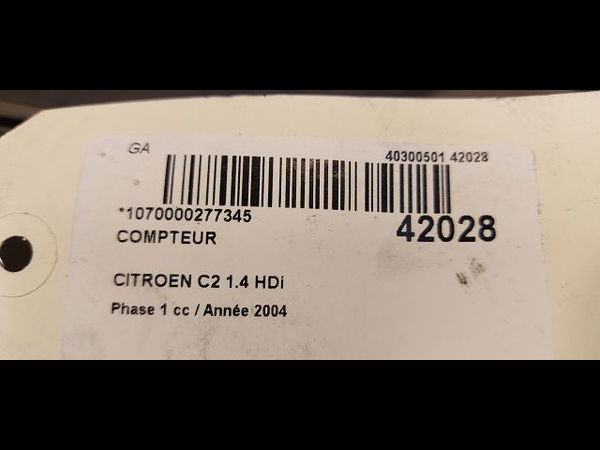 GA
40300501 42028
*1070000277345
42028
COMPTEUR
CITROEN C2 1.4 HDi
Phase 1 cc / Année 2004